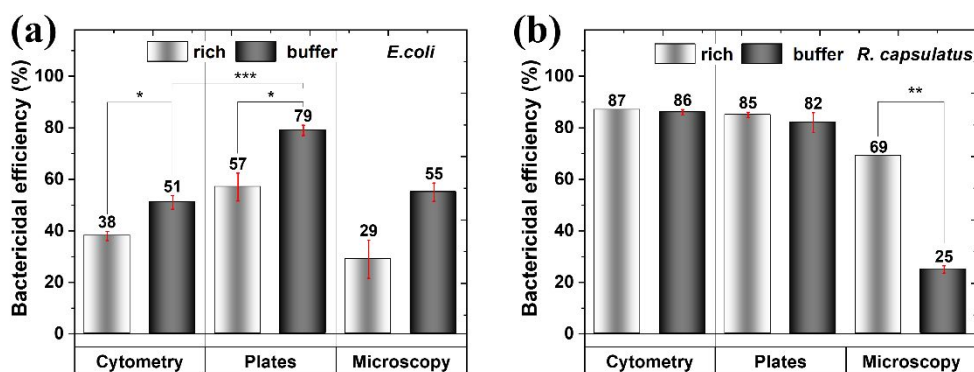 (a)
rich buffer E.coli
Bactericidal efficiency (%)
100
80
60
40
20
0
***
* *
38 51 57 79 29 55
Cytometry Plates Microscopy
(b)
rich buffer R. capsulatus
Bactericidal efficiency (%)
100
80
60
40
20
0
**
87 86 85 82 69 25
Cytometry Plates Microscopy